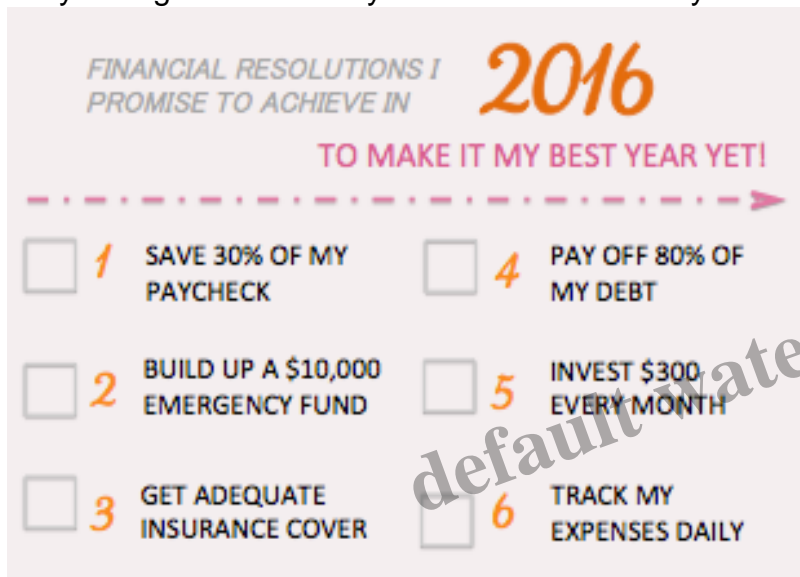 FINANCIAL RESOLUTIONS I
PROMISE TO ACHIEVE IN
2016
TO MAKE IT MY BEST YEAR YET!
1 SAVE 30% OF MY
PAYCHECK
2 BUILD UP A $10,000
EMERGENCY FUND
3 GET ADEQUATE
INSURANCE COVER
4 PAY OFF 80% OF
MY DEBT
5 INVEST $300
EVERY MONTH
6 TRACK MY
EXPENSES DAILY
default wate